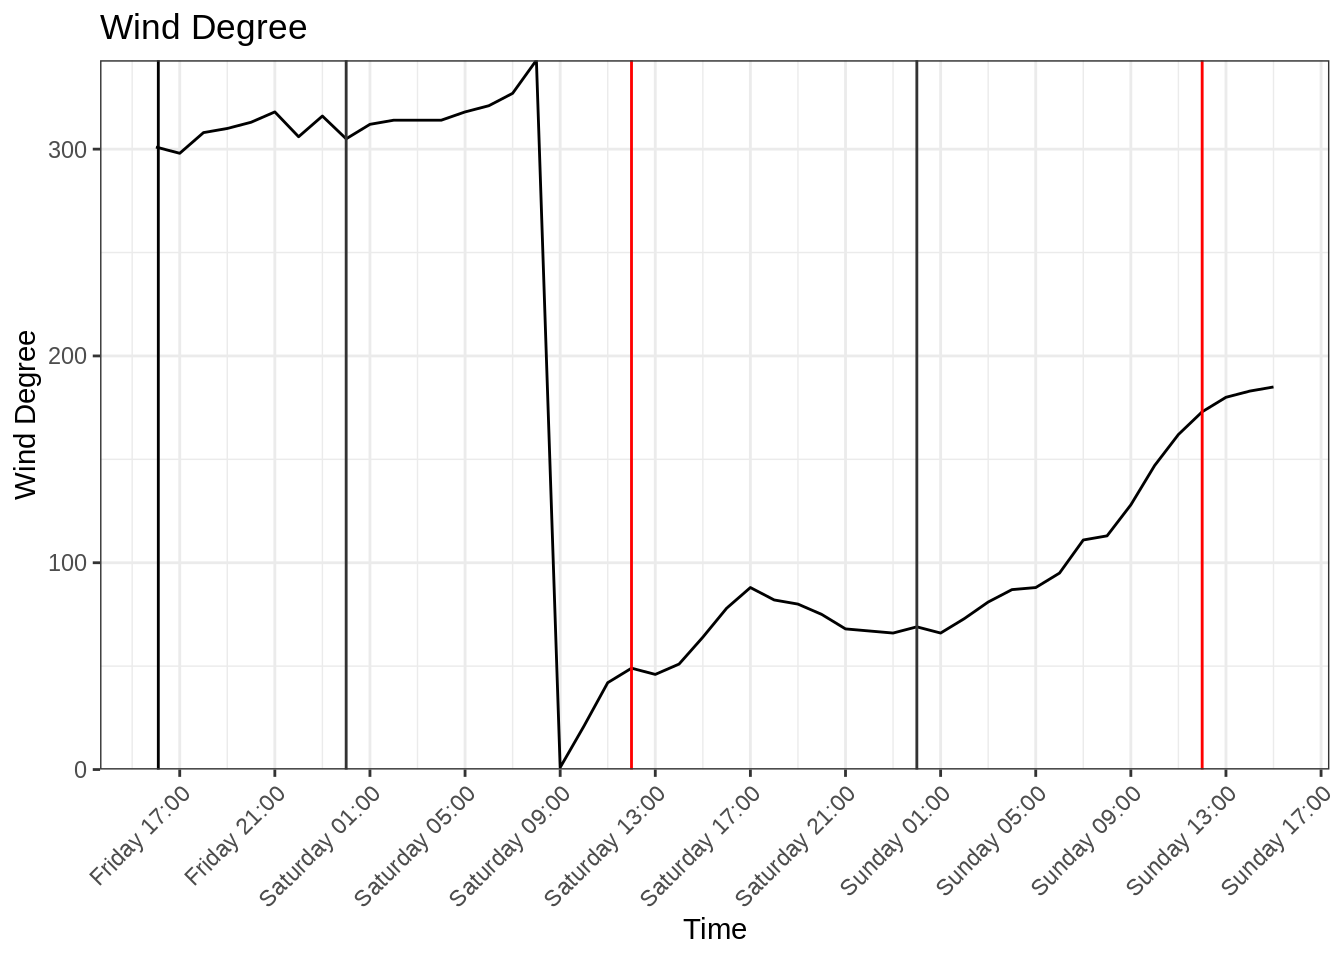 Wind Degree
Wind Degree
300
200
100
0
Friday 17:00
Friday 21:00
Saturday 01:00
Saturday 05:00
Saturday 09:00
Saturday 13:00
Saturday 17:00
Saturday 21:00
Sunday 01:00
Sunday 05:00
Sunday 09:00
Sunday 13:00
Sunday 17:00
Time